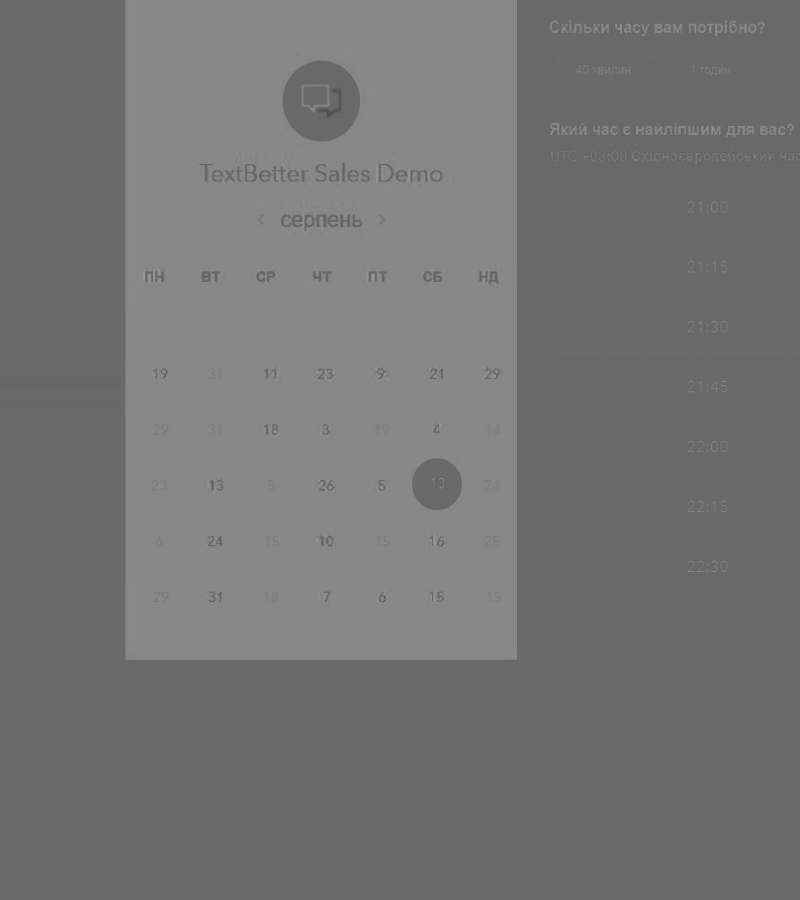 TextBetter Sales Demo
‹ серпень ›
ПН ВТ СР ЧТ ПТ СБ НД
19 31 11 23 9 21 29
29 31 18 3 19 4 14
23 13 5 26 5 13 24
6 24 15 10 15 16 25
29 31 18 7 6 15 15
Скільки часу вам потрібно?
40 хвилин 1 годин
Який час є найліпшим для вас?
UTC +03:00 Східноєвропейський час
21:00
21:15
21:30
21:45
22:00
22:15
22:30